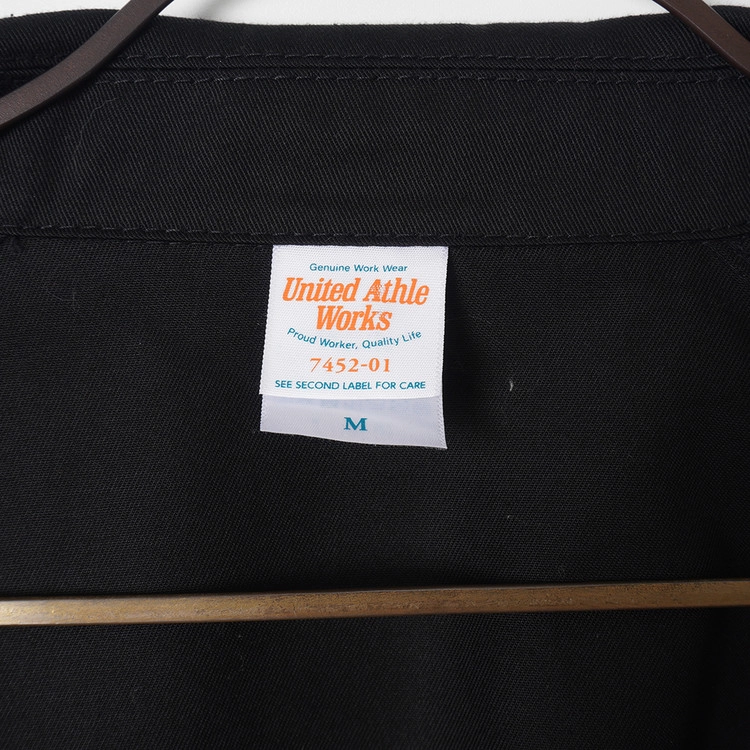 Genuine Work Wear
United Athle
Works
Proud Worker, Quality Life
7452-01
SEE SECOND LABEL FOR CARE
M